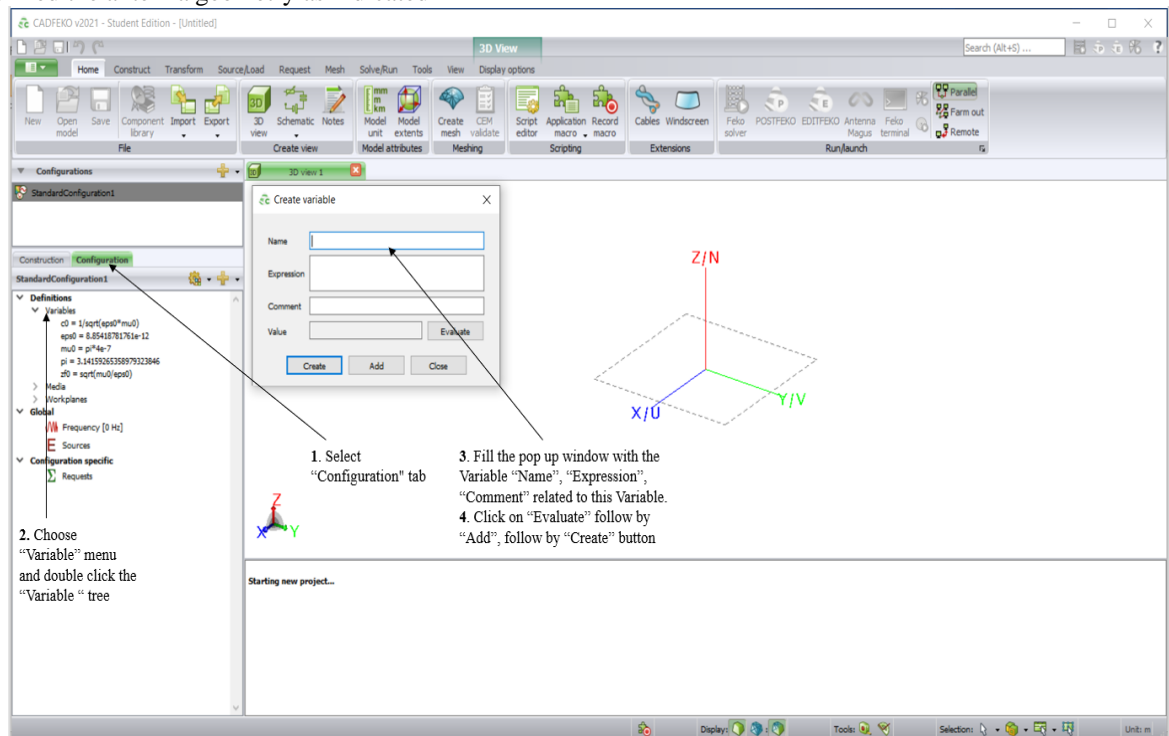 CADFEKO v2021 - Student Edition - [Untitled]
3D View
Search (Alt+S) ...
Home Construct Transform Source/Load Request Mesh Solve/Run Tools View Display options
New
Open model
Save
Component library
Import
Export
3D view
Schematic
Notes
Model unit
Model extents
Create mesh
CEM validate
Script editor
Application macro
Record macro
Cables
Windscreen
Feko solver
POSTFEKO
EDITFEKO
Antenna Magus
Feko terminal
Parallel
Farm out
Remote
File
Create view
Model attributes
Meshing
Scripting
Extensions
Run/launch
Configurations
StandardConfiguration1
3D view 1
Create variable
Name
Expression
Comment
Value
Evaluate
Create
Add
Close
Construction Configuration
StandardConfiguration1
Definitions
Variables
c0 = 1/sqrt(eps0*mu0)
eps0 = 8.85418781761e-12
mu0 = pi*4e-7
pi = 3.14159265358979323846
zf0 = sqrt(mu0/eps0)
Media
Workplanes
Global
Frequency [0 Hz]
Sources
Configuration specific
Requests
Z/N
X/U
Y/V
Z
X
Y
1. Select
“Configuration" tab
2. Choose
“Variable” menu
and double click the
“Variable “ tree
3. Fill the pop up window with the
Variable “Name”, “Expression”,
“Comment” related to this Variable.
4. Click on “Evaluate” follow by
“Add”, follow by “Create” button
Starting new project...
Display:
Tools:
Selection:
Unit: m